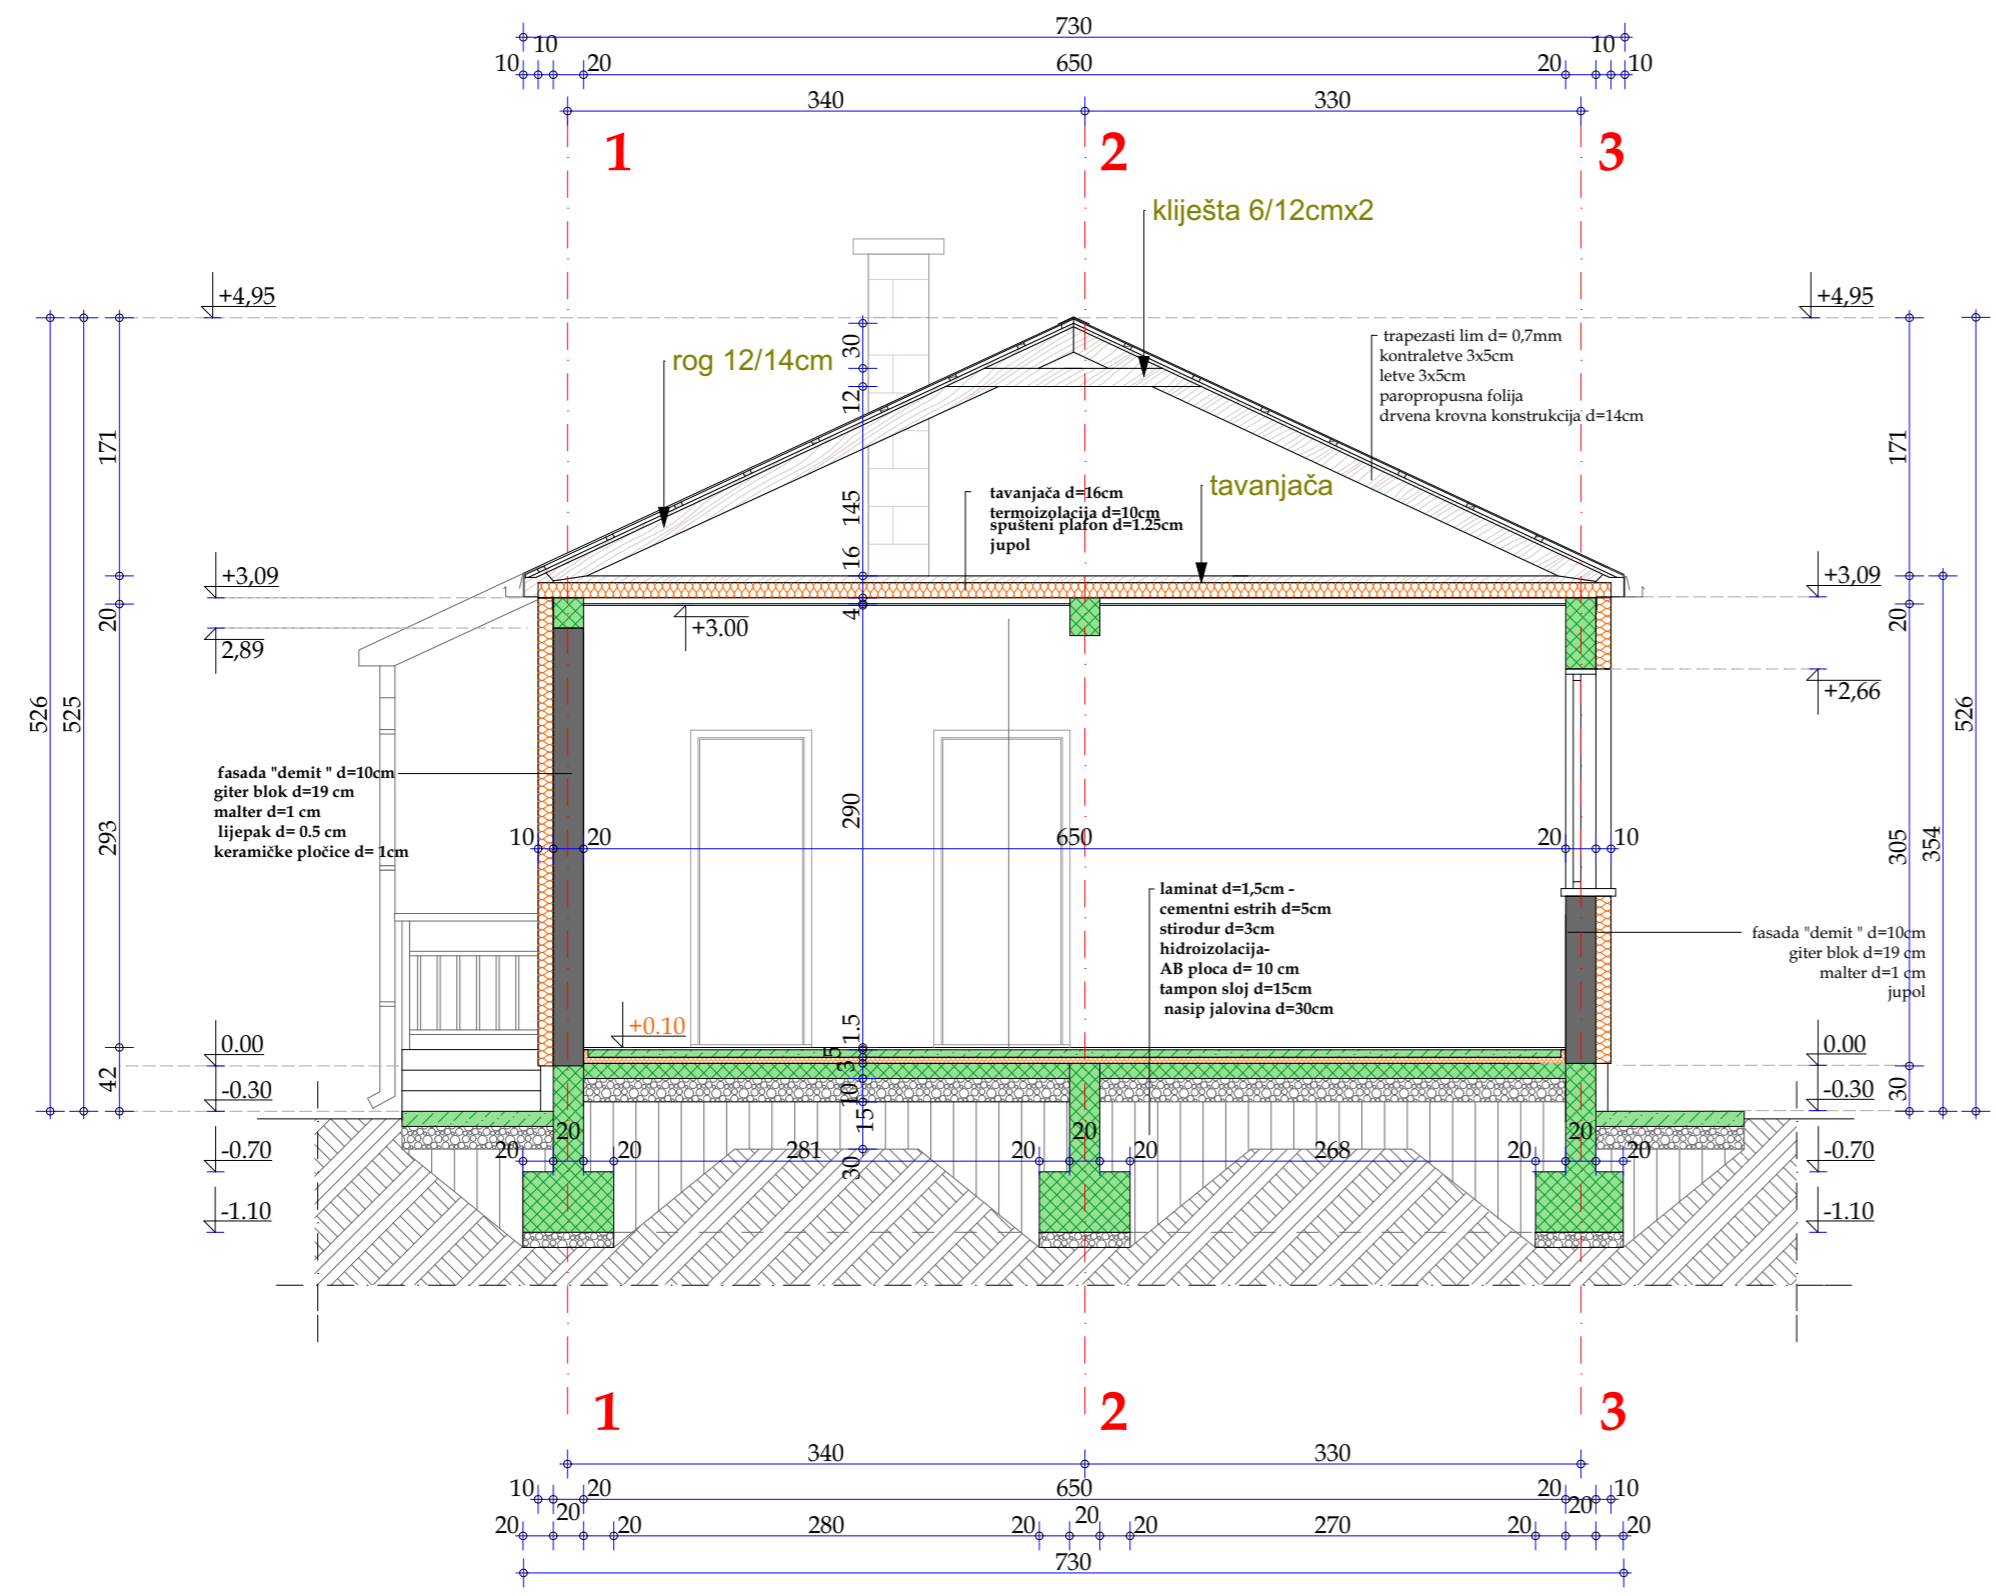 730
10
10
10 20 650 20 10
340 330
1 2 3
kliješta 6/12cmx2
+4,95 +4,95
rog 12/14cm
trapezasti lim d= 0,7mm
kontraletve 3x5cm
letve 3x5cm
paropropusna folija
drvena krovna konstrukcija d=14cm
30
12
145
16
4
290
1.5
5
3
10
15
30
171
20
293
42
525
526
tavanjača d=16cm
termoizolacija d=10cm
spušteni plafon d=1.25cm
jupol
tavanjača
171
20
305
30
354
526
+3,09 +3,09
2,89
+3.00
+2,66
fasada "demit " d=10cm
giter blok d=19 cm
malter d=1 cm
lijepak d= 0.5 cm
keramičke pločice d= 1cm
10 20 650 20 10
laminat d=1,5cm -
cementni estrih d=5cm
stirodur d=3cm
hidroizolacija-
AB ploca d= 10 cm
tampon sloj d=15cm
nasip jalovina d=30cm
fasada "demit " d=10cm
giter blok d=19 cm
malter d=1 cm
jupol
+0.10
0.00 0.00
-0.30 -0.30
20 20 20
-0.70 20 20 281 20 20 268 20 20 -0.70
-1.10 -1.10
1 2 3
340 330
10 20 650 20 10
20 20 20
20 20 280 20 20 270 20 20
730